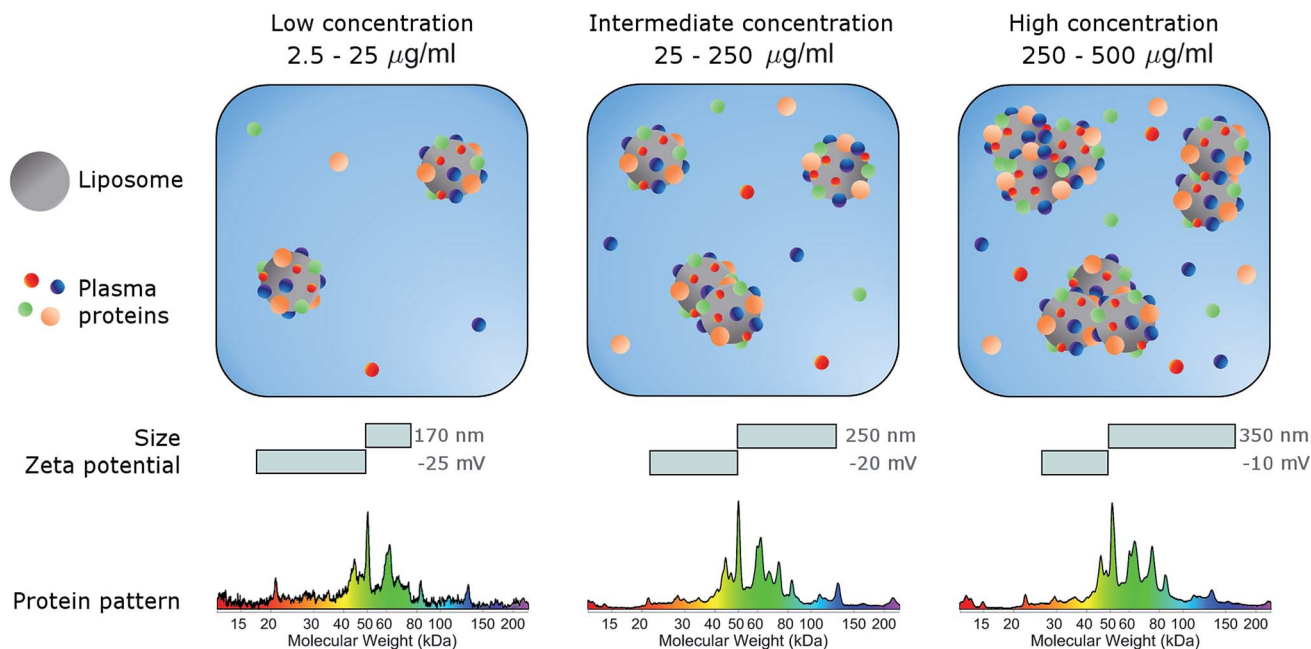 Low concentration
2.5 - 25 μg/ml
Intermediate concentration
25 - 250 μg/ml
High concentration
250 - 500 μg/ml
Liposome
Plasma
proteins
Size
170 nm
250 nm
350 nm
Zeta potential
-25 mV
-20 mV
-10 mV
Protein pattern
15 20 30 40 50 60 80 100 150 200
Molecular Weight (kDa)
15 20 30 40 50 60 80 100 150 200
Molecular Weight (kDa)
15 20 30 40 50 60 80 100 150 200
Molecular Weight (kDa)